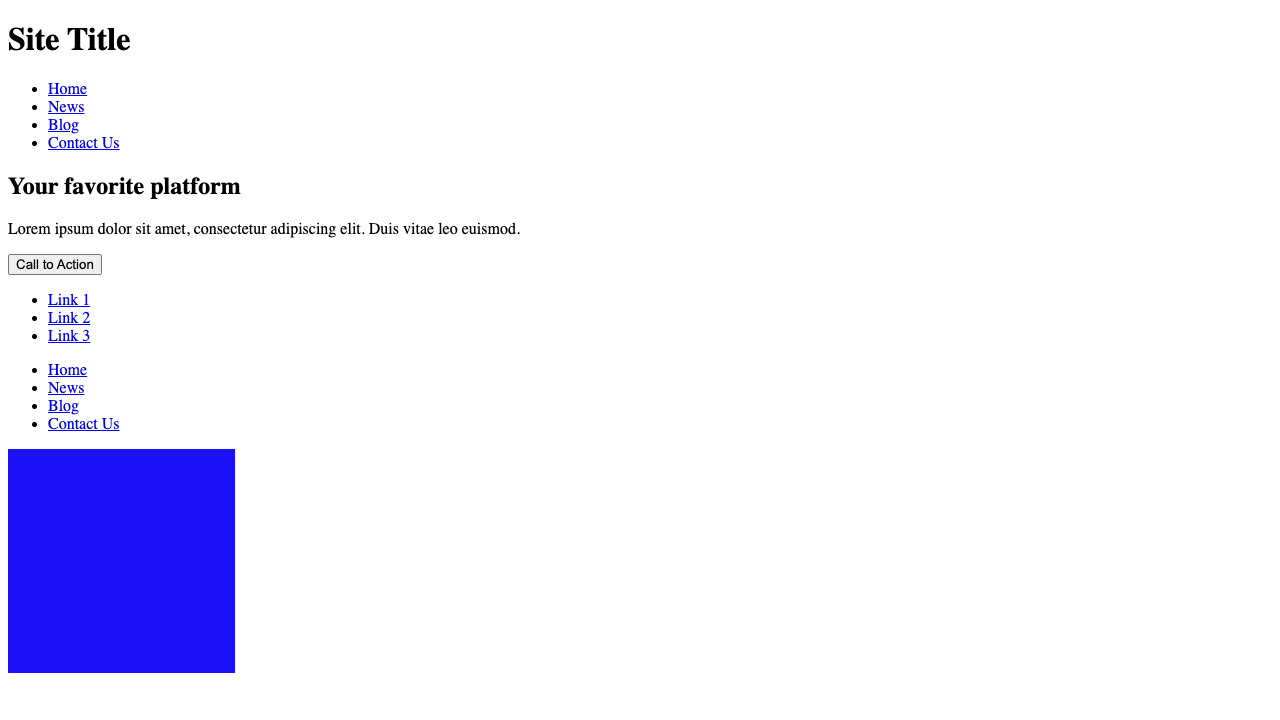 Site Title
Home
News
Blog
Contact Us
Your favorite platform
Lorem ipsum dolor sit amet, consectetur adipiscing elit. Duis vitae leo euismod.
Call to Action
Link 1
Link 2
Link 3
Home
News
Blog
Contact Us